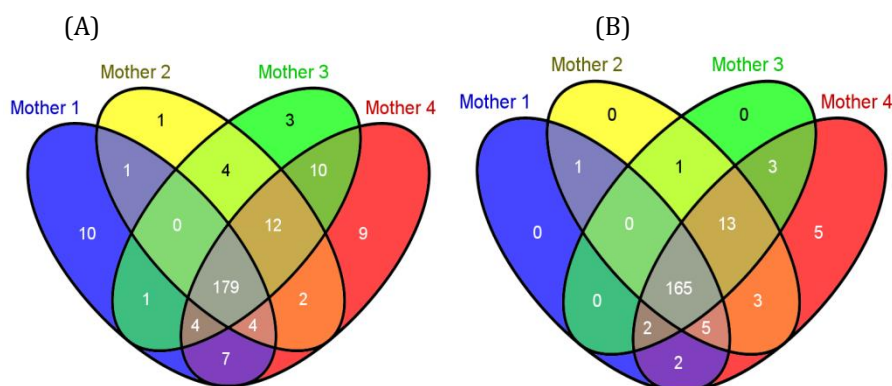 (A) (B)
Mother 2 Mother 3 Mother 2 Mother 3
Mother 1 Mother 4 Mother 1 Mother 4
1 3 0 0
1 4 10 1 1 3
10 0 12 9 0 0 13 5
179 165
1 2 0 3
4 4 2 5
7 2